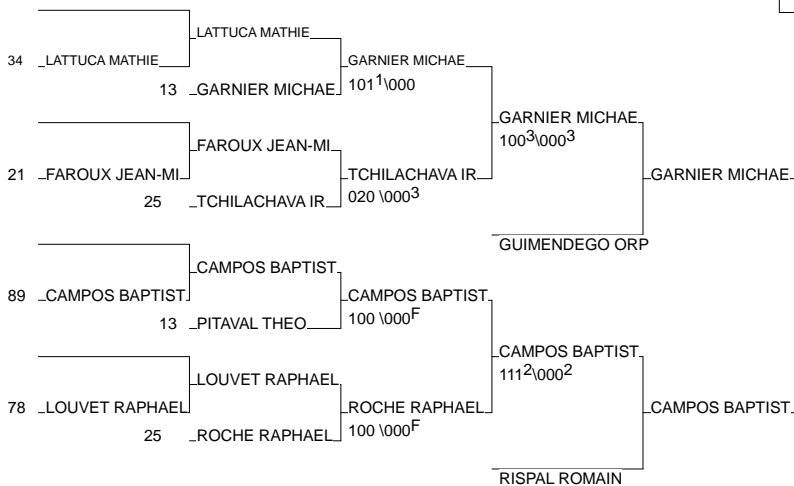 LATTUCA MATHIE
34 LATTUCA MATHIE
GARNIER MICHAE
13 GARNIER MICHAE
101¹\000
GARNIER MICHAE
100³\000³
FAROUX JEAN-MI
21 FAROUX JEAN-MI
TCHILACHAVA IR
GARNIER MICHAE
25 TCHILACHAVA IR
020 \000³
GUIMENDEGO ORP
CAMPOS BAPTIST
89 CAMPOS BAPTIST
CAMPOS BAPTIST
13 PITAVAL THEO
100 \000F
CAMPOS BAPTIST
111²\000²
LOUVET RAPHAEL
78 LOUVET RAPHAEL
ROCHE RAPHAEL
CAMPOS BAPTIST
25 ROCHE RAPHAEL
100 \000F
RISPAL ROMAIN